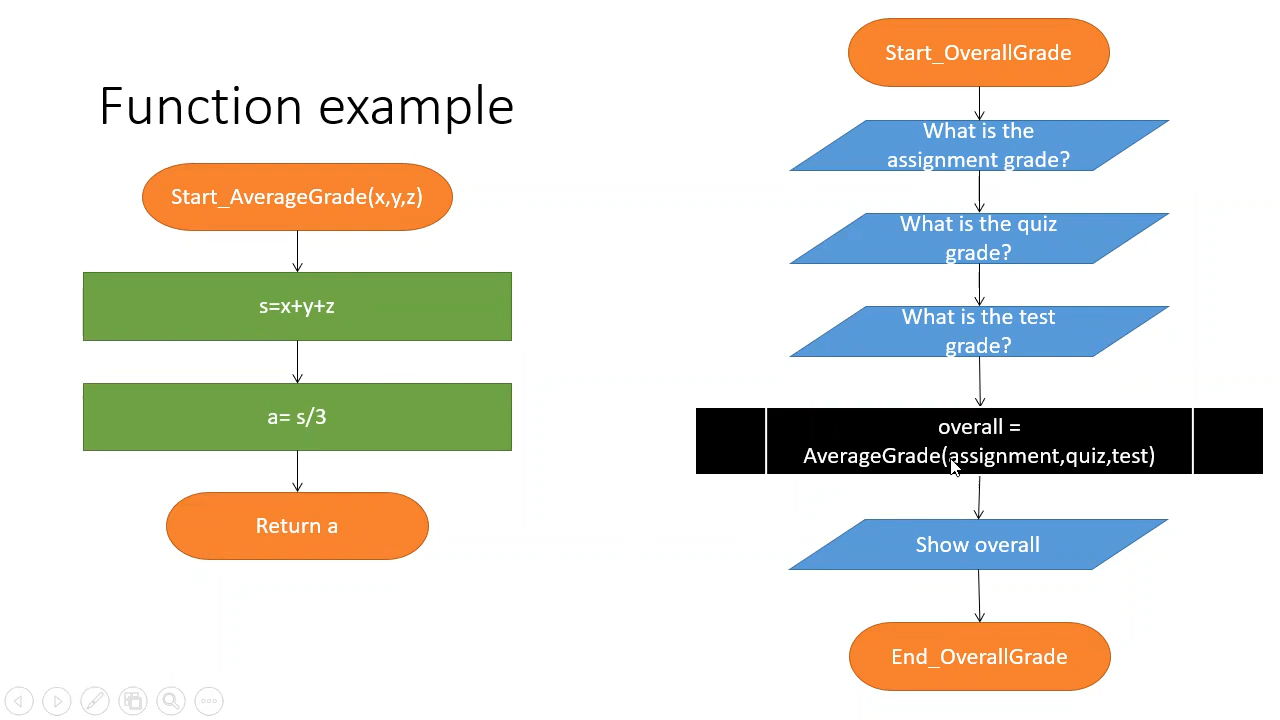 Function example
Start_AverageGrade(x,y,z)
s=x+y+z
a= s/3
Return a
Start_OverallGrade
What is the
assignment grade?
What is the quiz
grade?
What is the test
grade?
overall =
AverageGrade(assignment,quiz,test)
Show overall
End_OverallGrade